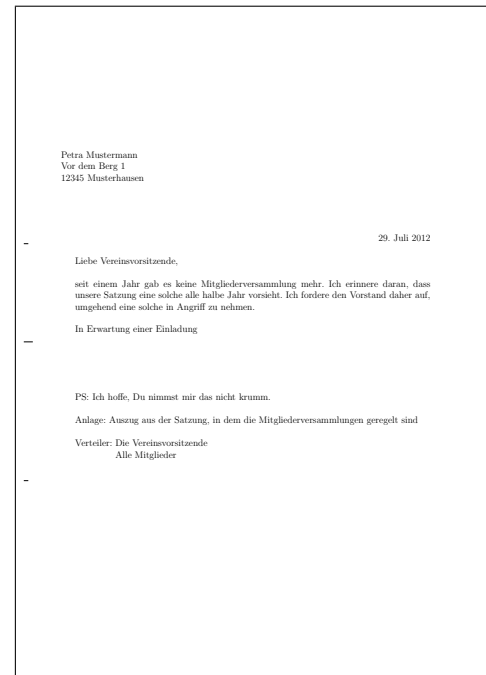 Petra Mustermann
Vor dem Berg 1
12345 Musterhausen
29. Juli 2012
Liebe Vereinsvorsitzende,
seit einem Jahr gab es keine Mitgliederversammlung mehr. Ich erinnere daran, dass
unsere Satzung eine solche alle halbe Jahr vorsieht. Ich fordere den Vorstand daher auf,
umgehend eine solche in Angriff zu nehmen.
In Erwartung einer Einladung
PS: Ich hoffe, Du nimmst mir das nicht krumm.
Anlage: Auszug aus der Satzung, in dem die Mitgliederversammlungen geregelt sind
Verteiler: Die Vereinsvorsitzende
Alle Mitglieder